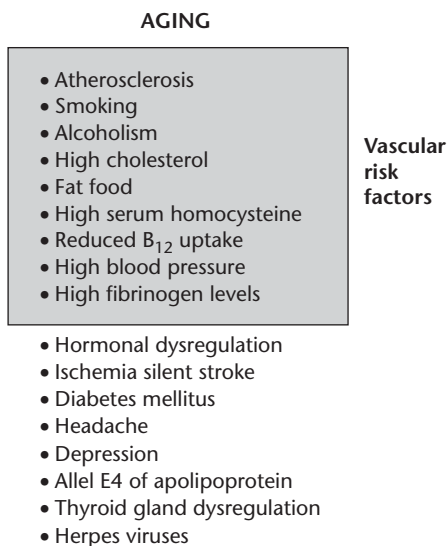 AGING
• Atherosclerosis
• Smoking
• Alcoholism
• High cholesterol
• Fat food
• High serum homocysteine
• Reduced B₁₂ uptake
• High blood pressure
• High fibrinogen levels
Vascular
risk
factors
• Hormonal dysregulation
• Ischemia silent stroke
• Diabetes mellitus
• Headache
• Depression
• Allel E4 of apolipoprotein
• Thyroid gland dysregulation
• Herpes viruses